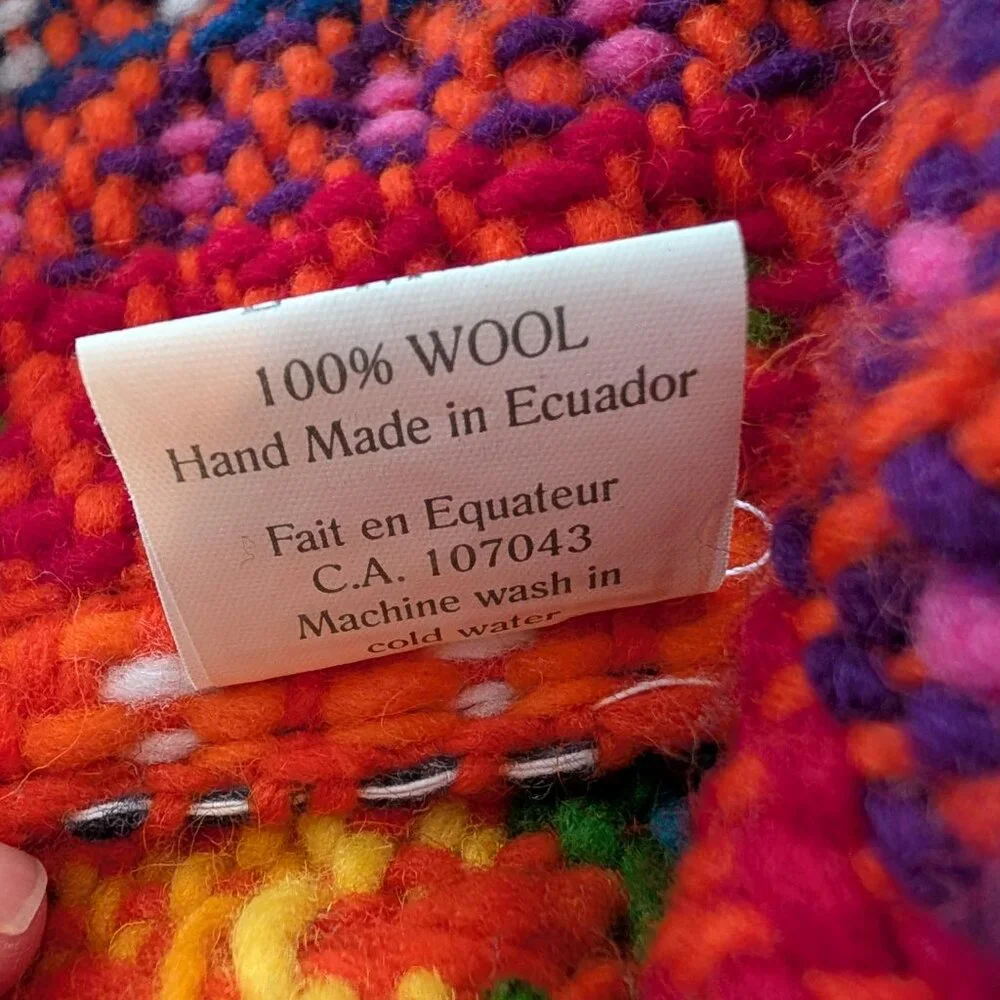 100% WOOL
Hand Made in Ecuador
Fait en Equateur
C.A. 107043
Machine wash in
cold water